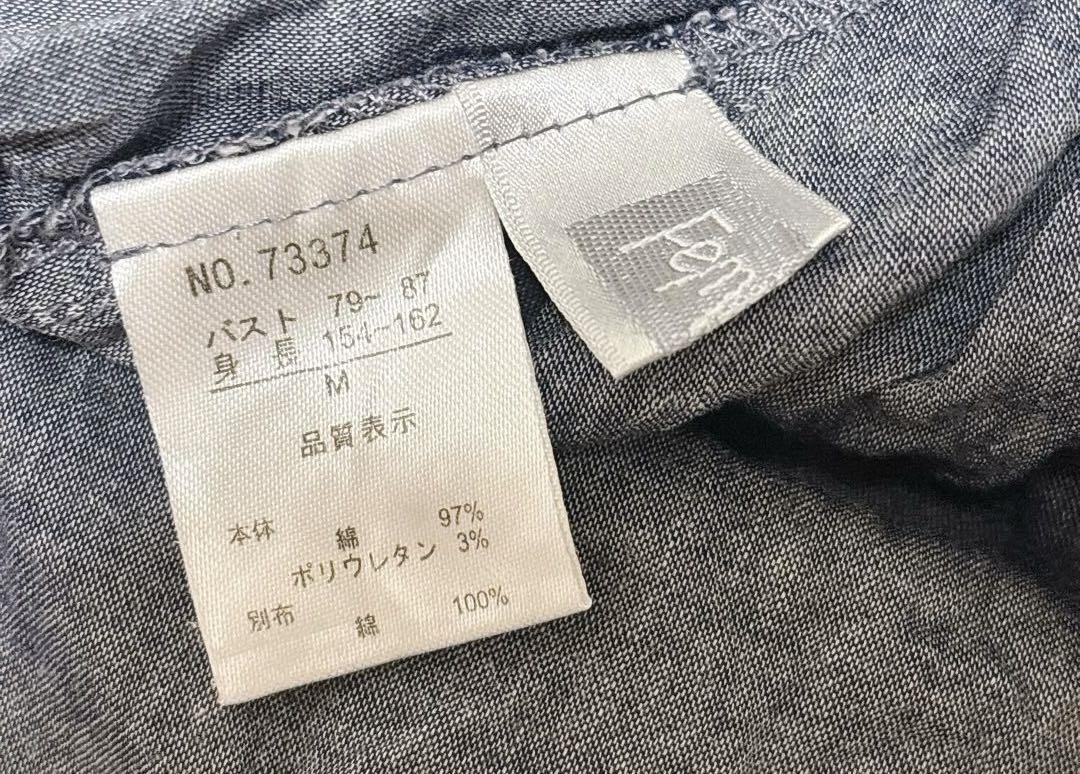 NO. 73374
バスト 79~ 87
身 長 154~162
M
品質表示
本体 綿 97%
ポリウレタン 3%
別布 綿 100%